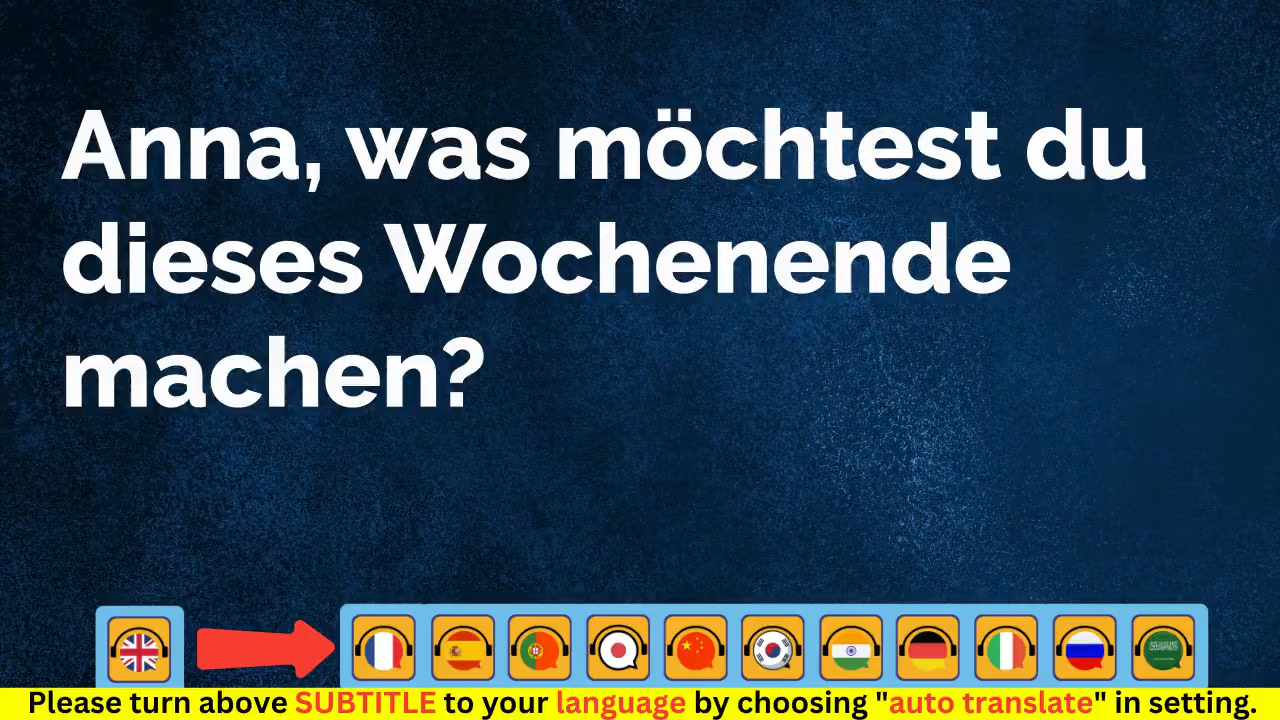 Anna, was möchtest du
dieses Wochenende
machen?
Please turn above SUBTITLE to your language by choosing "auto translate" in setting.